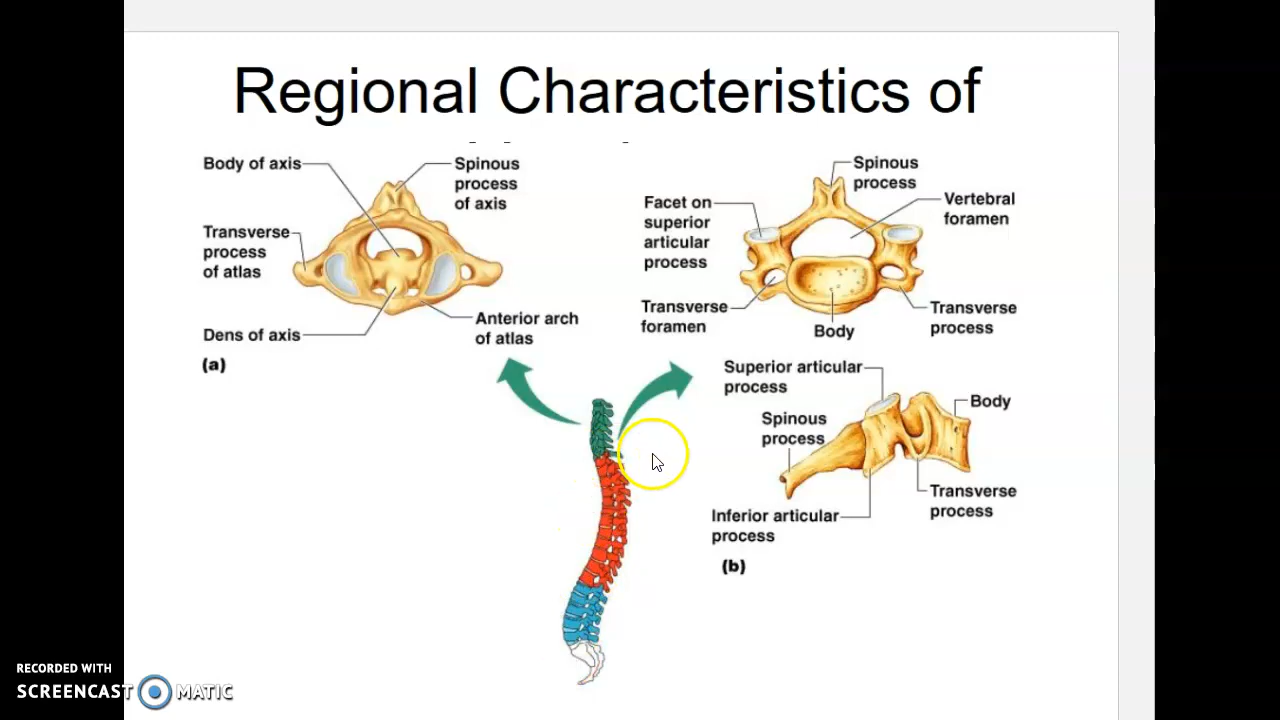 Regional Characteristics of
Body of axis
Spinous
process
of axis
Transverse
process
of atlas
Dens of axis
Anterior arch
of atlas
(a)
Spinous
process
Facet on
superior
articular
process
Vertebral
foramen
Transverse
foramen
Body
Transverse
process
Superior articular
process
Body
Spinous
process
Transverse
process
Inferior articular
process
(b)
RECORDED WITH
SCREENCAST MATIC